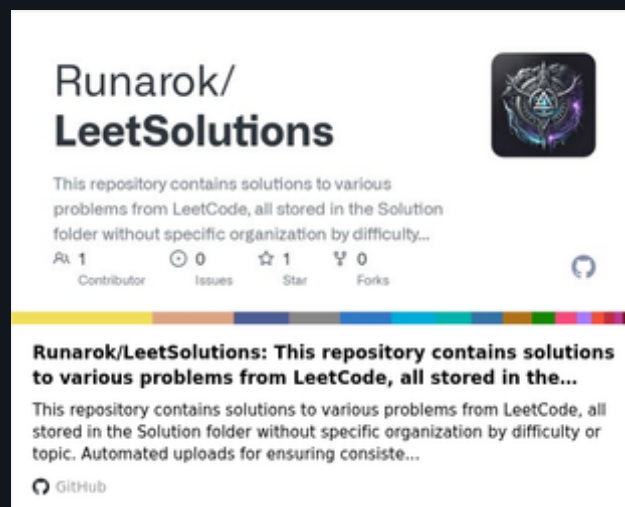 Runarok/
LeetSolutions
This repository contains solutions to various
problems from LeetCode, all stored in the Solution
folder without specific organization by difficulty...
1 0 1 0
Contributor Issues Star Forks
Runarok/LeetSolutions: This repository contains solutions
to various problems from LeetCode, all stored in the...
This repository contains solutions to various problems from LeetCode, all
stored in the Solution folder without specific organization by difficulty or
topic. Automated uploads for ensuring consiste...
GitHub